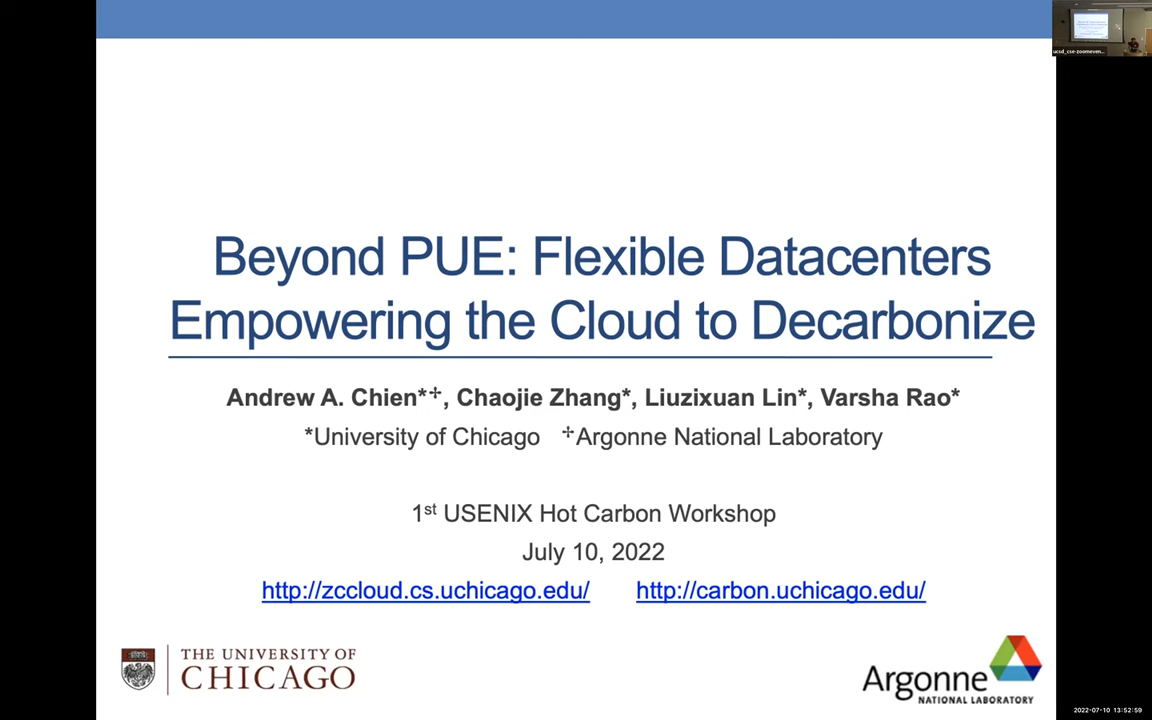 ucsd_cse-zoomeven...
Beyond PUE: Flexible Datacenters
Empowering the Cloud to Decarbonize
Andrew A. Chien*✢, Chaojie Zhang*, Liuzixuan Lin*, Varsha Rao*
*University of Chicago ✢Argonne National Laboratory
1st USENIX Hot Carbon Workshop
July 10, 2022
http://zccloud.cs.uchicago.edu/ http://carbon.uchicago.edu/
THE UNIVERSITY OF
CHICAGO
Argonne
NATIONAL LABORATORY
2022-07-10 13:52:59